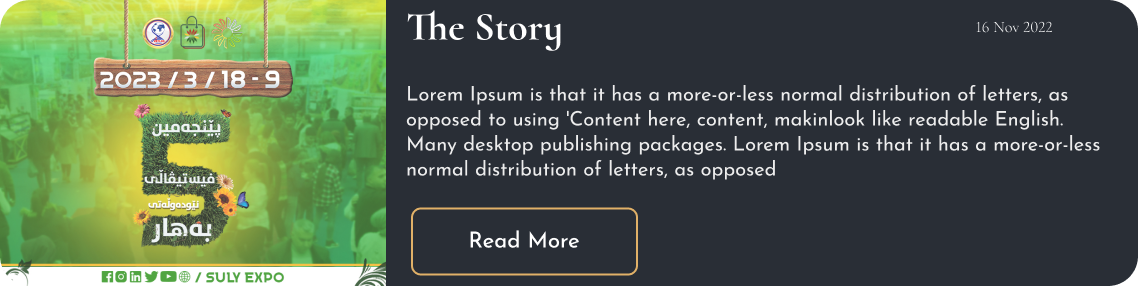 2023 / 3 / 18 - 9
پێنجەمین
5
فیستیڤاڵی
نێودەوڵەتی
بەهار
/ SULY EXPO
The Story
16 Nov 2022
Lorem Ipsum is that it has a more-or-less normal distribution of letters, as
opposed to using 'Content here, content, makinlook like readable English.
Many desktop publishing packages. Lorem Ipsum is that it has a more-or-less
normal distribution of letters, as opposed
Read More